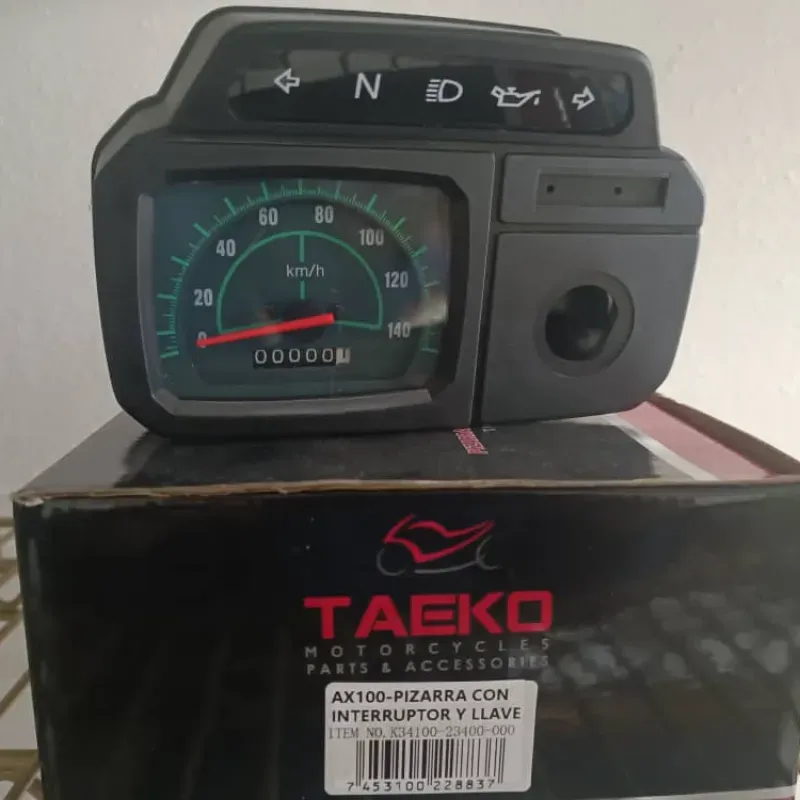 N
60 80
40 100
km/h
20 120
0 140
00000
TAEKO
MOTORCYCLES
PARTS & ACCESSORIES
AX100-PIZARRA CON
INTERRUPTOR Y LLAVE
ITEM NO.K34100-23400-000
7 453100 228837